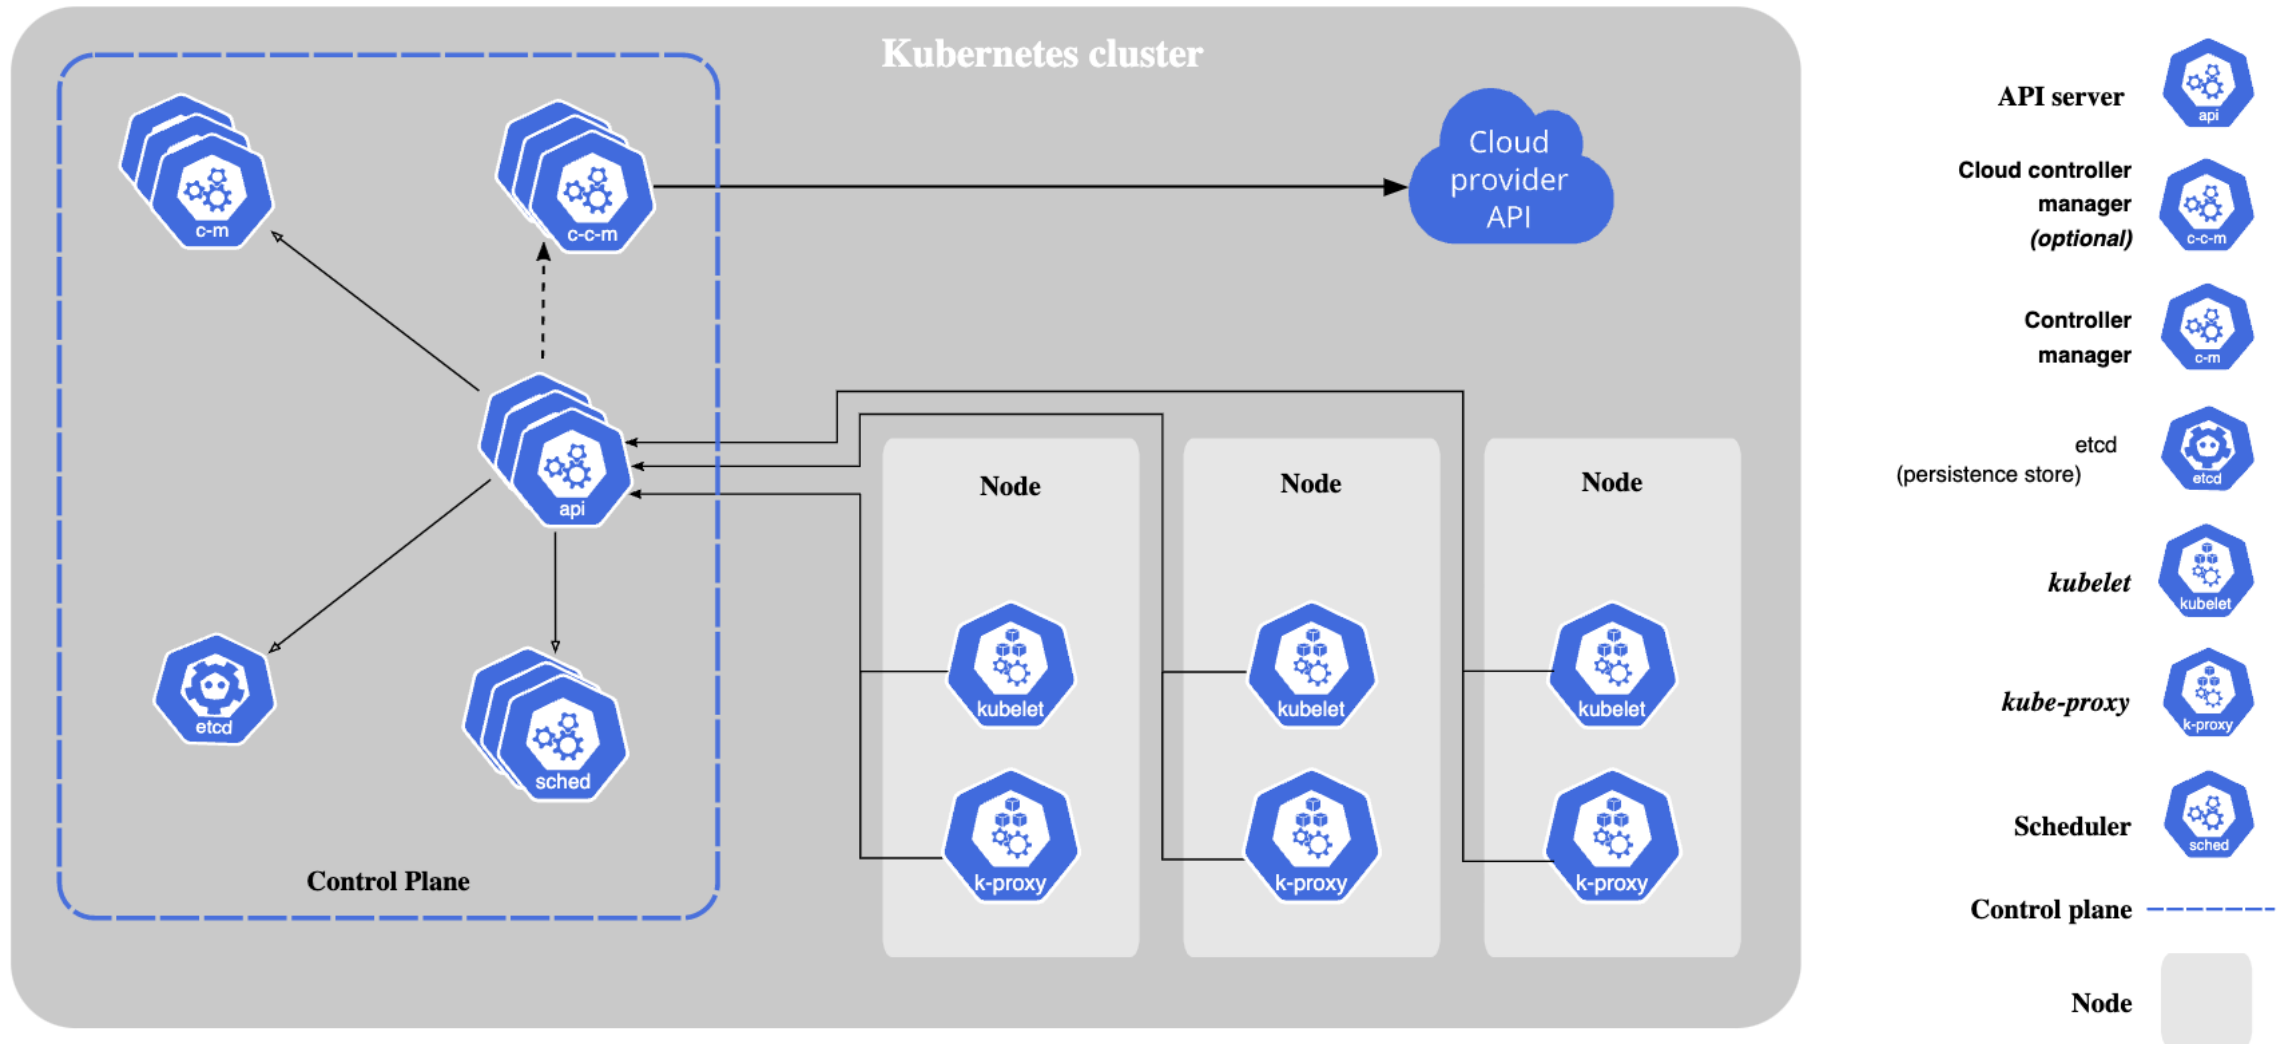 Kubernetes cluster
c-m
c-c-m
Cloud
provider
API
api
etcd
sched
Control Plane
Node
kubelet
k-proxy
Node
kubelet
k-proxy
Node
kubelet
k-proxy
API server
api
Cloud controller
manager
(optional)
c-c-m
Controller
manager
c-m
etcd
(persistence store)
etcd
kubelet
kubelet
kube-proxy
k-proxy
Scheduler
sched
Control plane
Node